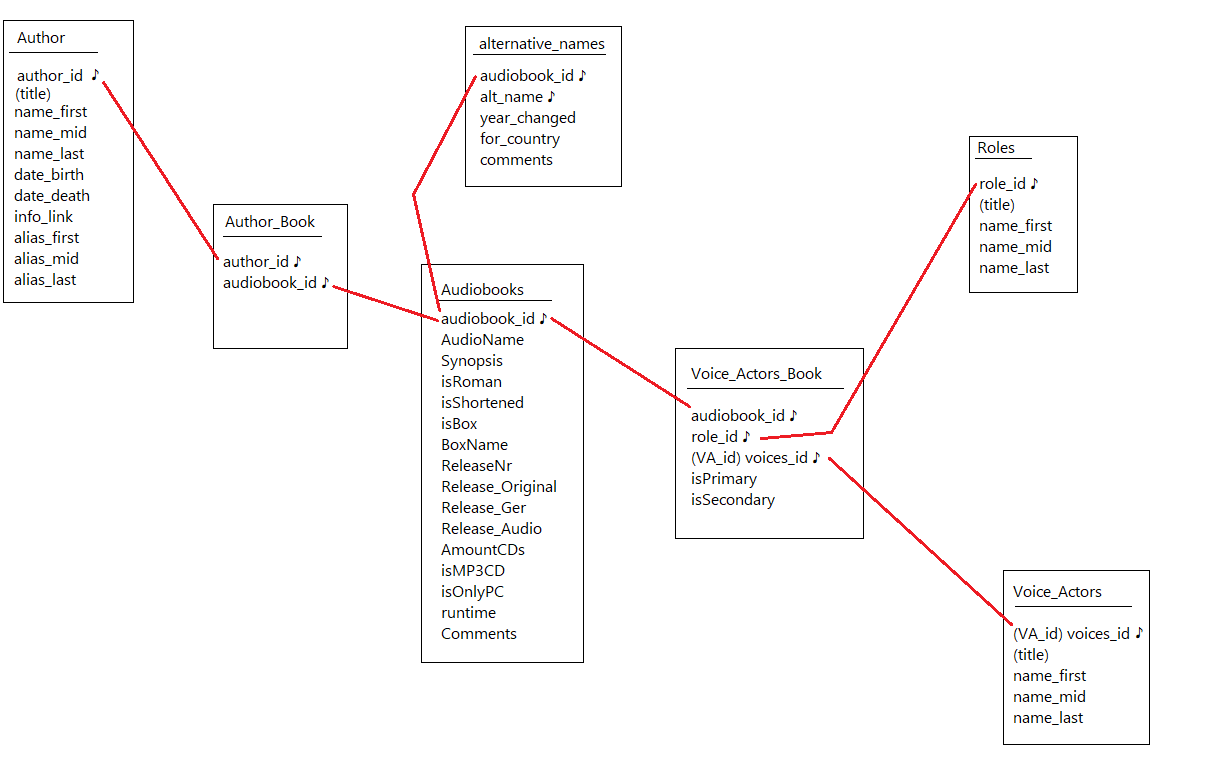 Author
author_id ♪
(title)
name_first
name_mid
name_last
date_birth
date_death
info_link
alias_first
alias_mid
alias_last
Author_Book
author_id ♪
audiobook_id ♪
alternative_names
audiobook_id ♪
alt_name ♪
year_changed
for_country
comments
Audiobooks
audiobook_id ♪
AudioName
Synopsis
isRoman
isShortened
isBox
BoxName
ReleaseNr
Release_Original
Release_Ger
Release_Audio
AmountCDs
isMP3CD
isOnlyPC
runtime
Comments
Voice_Actors_Book
audiobook_id ♪
role_id ♪
(VA_id) voices_id ♪
isPrimary
isSecondary
Roles
role_id ♪
(title)
name_first
name_mid
name_last
Voice_Actors
(VA_id) voices_id ♪
(title)
name_first
name_mid
name_last